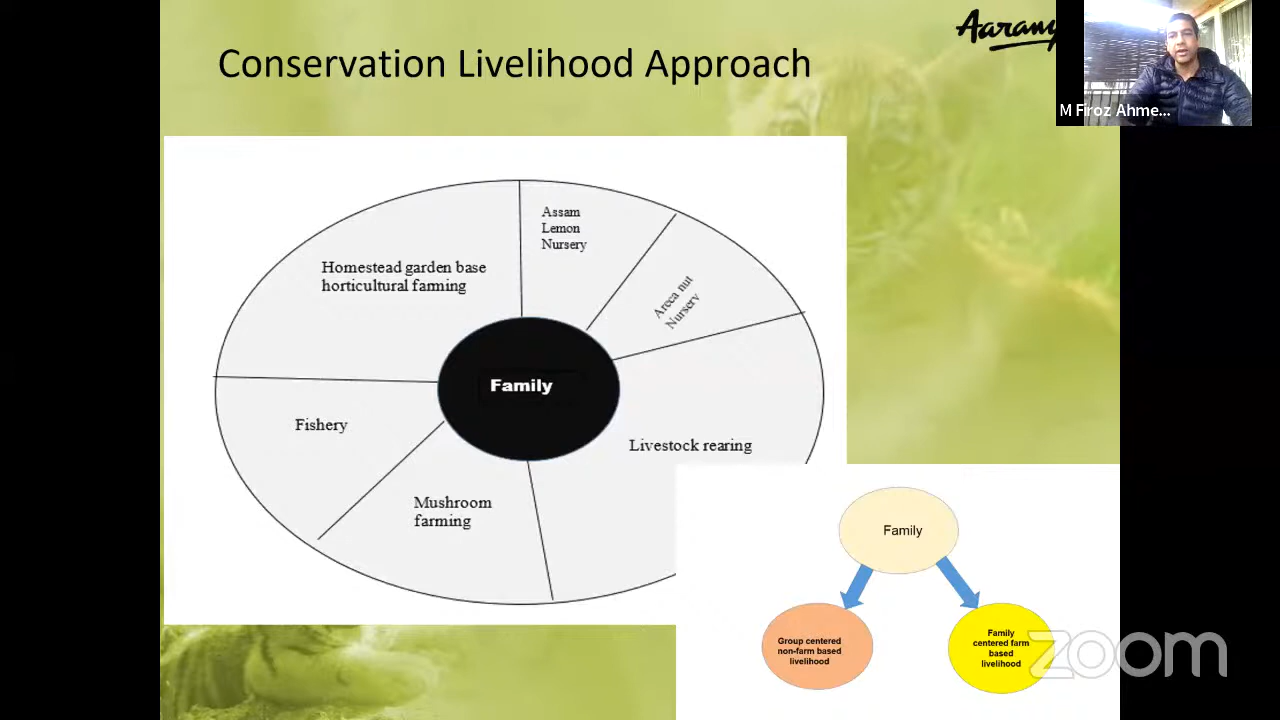 Aarany
Conservation Livelihood Approach
M Firoz Ahme...
Assam
Lemon
Nursery
Homestead garden base
horticultural farming
Areca nut
Nursery
Family
Fishery
Livestock rearing
Mushroom
farming
Family
Group centered
non-farm based
livelihood
Family
centered farm
based
livelihood
zoom